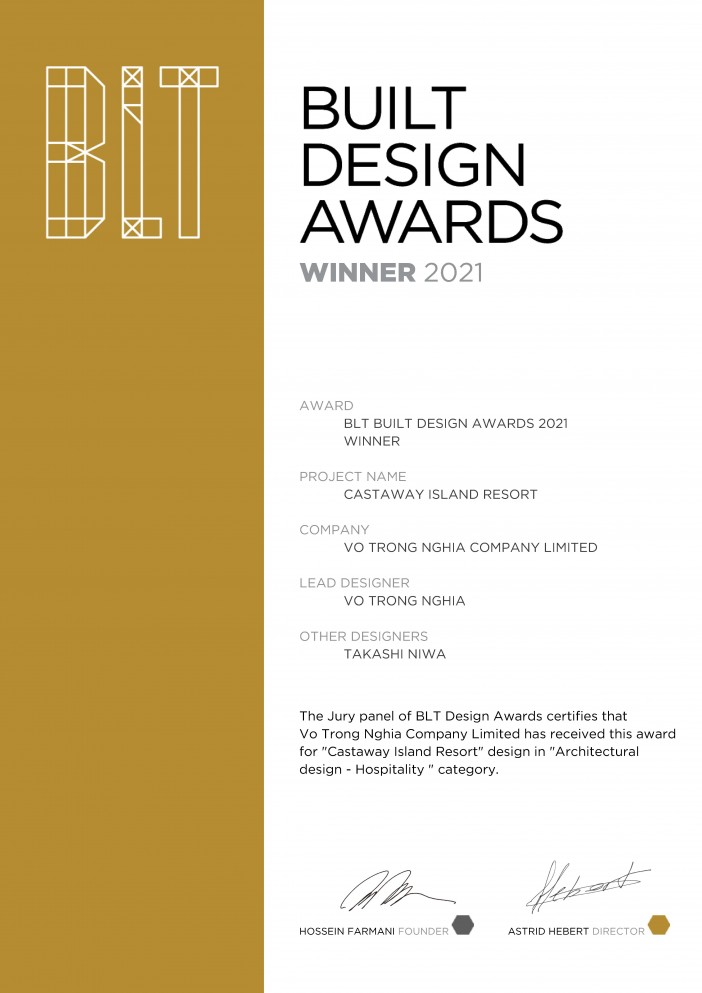 BLT
BUILT
DESIGN
AWARDS
WINNER 2021
AWARD
BLT BUILT DESIGN AWARDS 2021
WINNER
PROJECT NAME
CASTAWAY ISLAND RESORT
COMPANY
VO TRONG NGHIA COMPANY LIMITED
LEAD DESIGNER
VO TRONG NGHIA
OTHER DESIGNERS
TAKASHI NIWA
The Jury panel of BLT Design Awards certifies that
Vo Trong Nghia Company Limited has received this award
for "Castaway Island Resort" design in "Architectural
design - Hospitality " category.
Hebert
HOSSEIN FARMANI FOUNDER
ASTRID HEBERT DIRECTOR